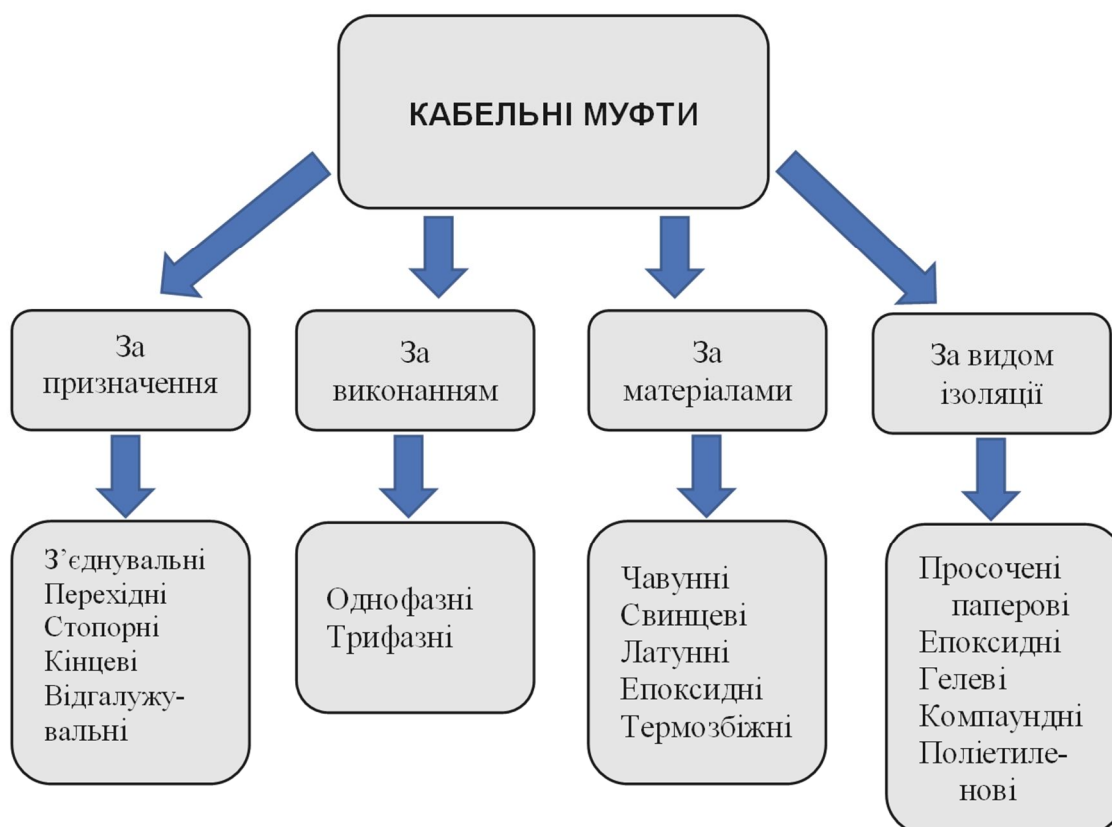 КАБЕЛЬНІ МУФТИ
За
призначення
За
виконанням
За
матеріалами
За видом
ізоляції
З’єднувальні
Перехідні
Стопорні
Кінцеві
Відгалужу-
вальні
Однофазні
Трифазні
Чавунні
Свинцеві
Латунні
Епоксидні
Термозбіжні
Просочені
паперові
Епоксидні
Гелеві
Компаундні
Поліетиле-
нові